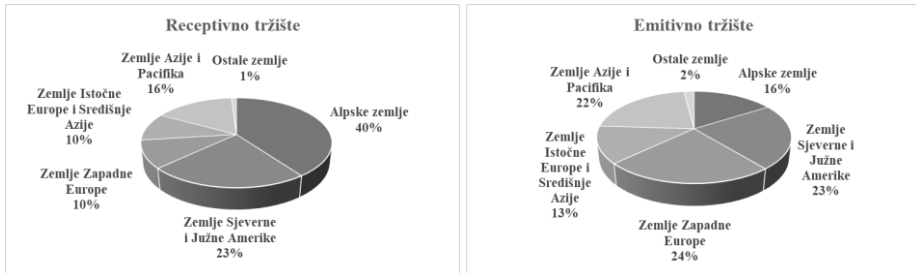 Receptivno tržište
Zemlje Azije i
Pacifika
16%
Ostale zemlje
1%
Zemlje Istočne
Europe i Središnje
Azije
10%
Alpske zemlje
40%
Zemlje Zapadne
Europe
10%
Zemlje Sjeverne
i Južne Amerike
23%
Emitivno tržište
Ostale zemlje
2%
Zemlje Azije i
Pacifika
22%
Alpske zemlje
16%
Zemlje
Istočne
Europe i
Središnje
Azije
13%
Zemlje
Sjeverne i
Južne
Amerike
23%
Zemlje Zapadne
Europe
24%